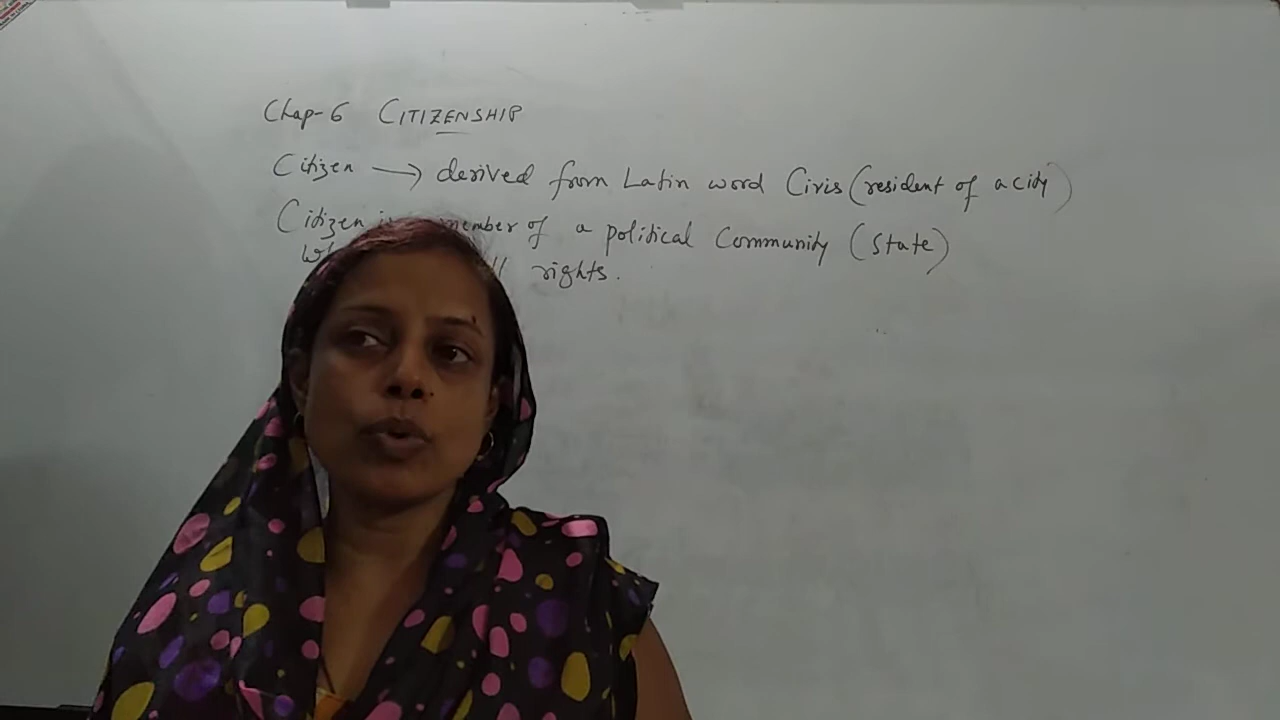 Chap-6 CITIZENSHIP
Citizen → derived from Latin word Civis (resident of a city)
Citizen member of a political Community (State)
rights.